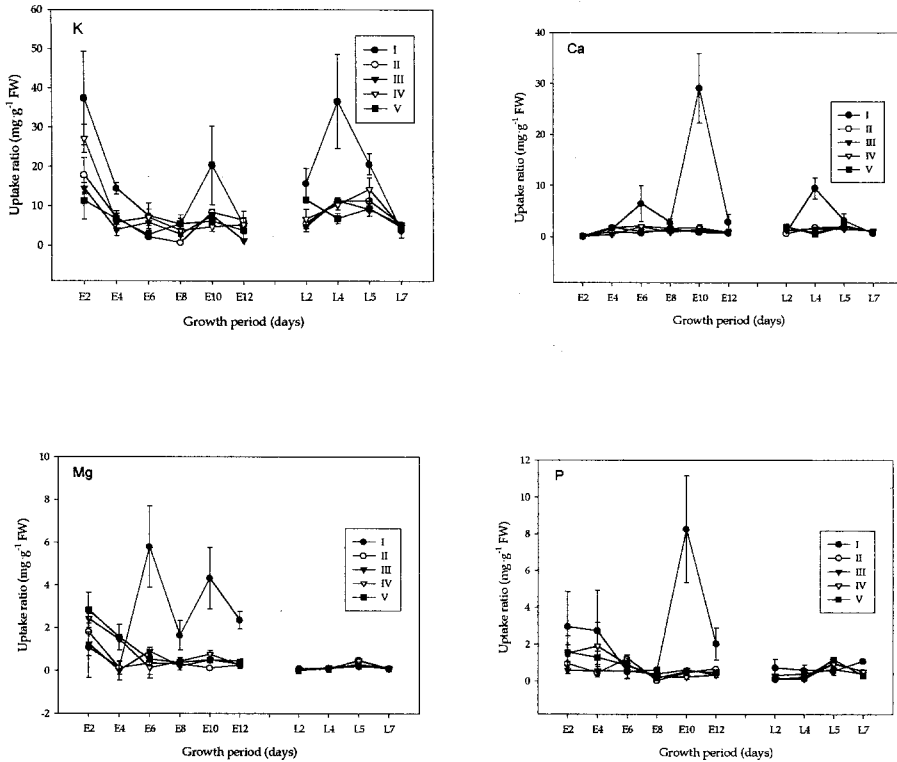 K
60
50
40
30
20
10
0
Uptake ratio (mg·g-1 FW)
I
II
III
IV
V
E2 E4 E6 E8 E10 E12 L2 L4 L5 L7
Growth period (days)
Ca
40
30
20
10
0
Uptake ratio (mg·g-1 FW)
I
II
III
IV
V
E2 E4 E6 E8 E10 E12 L2 L4 L5 L7
Growth period (days)
Mg
10
8
6
4
2
0
-2
Uptake ratio (mg·g-1 FW)
I
II
III
IV
V
E2 E4 E6 E8 E10 E12 L2 L4 L5 L7
Growth period (days)
P
12
10
8
6
4
2
0
Uptake ratio (mg·g-1 FW)
I
II
III
IV
V
E2 E4 E6 E8 E10 E12 L2 L4 L5 L7
Growth period (days)